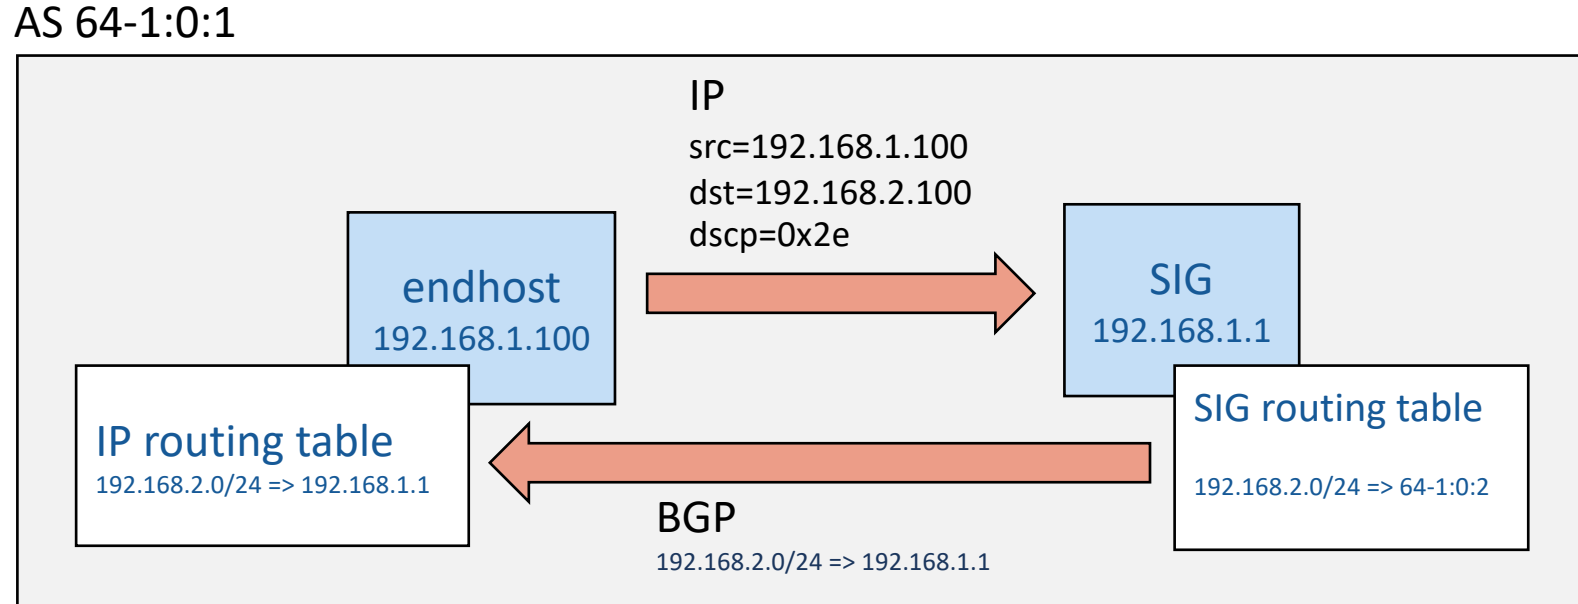 AS 64-1:0:1
IP
src=192.168.1.100
dst=192.168.2.100
dscp=0x2e
endhost
192.168.1.100
SIG
192.168.1.1
IP routing table
192.168.2.0/24 => 192.168.1.1
SIG routing table
192.168.2.0/24 => 64-1:0:2
BGP
192.168.2.0/24 => 192.168.1.1